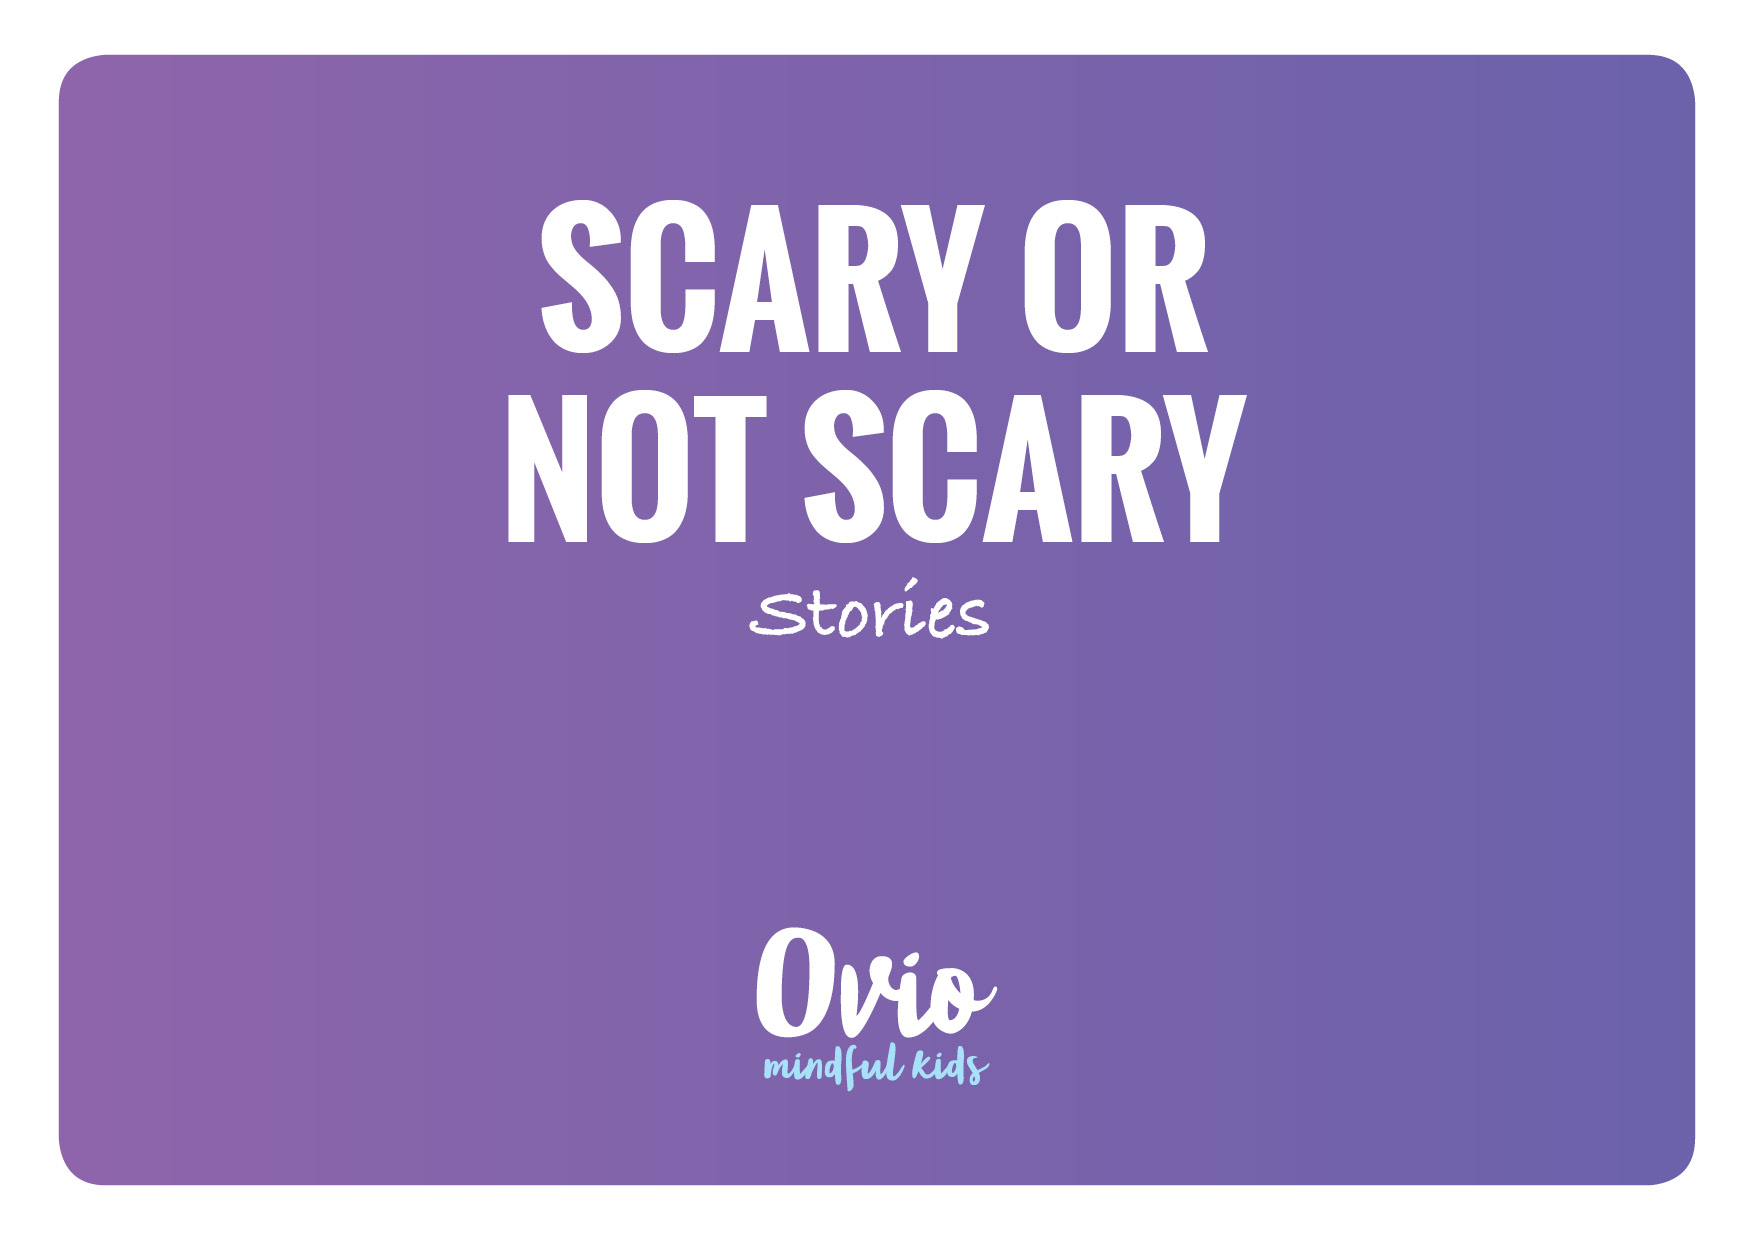 SCARY OR
NOT SCARY
Stories
Ovio
mindful kids